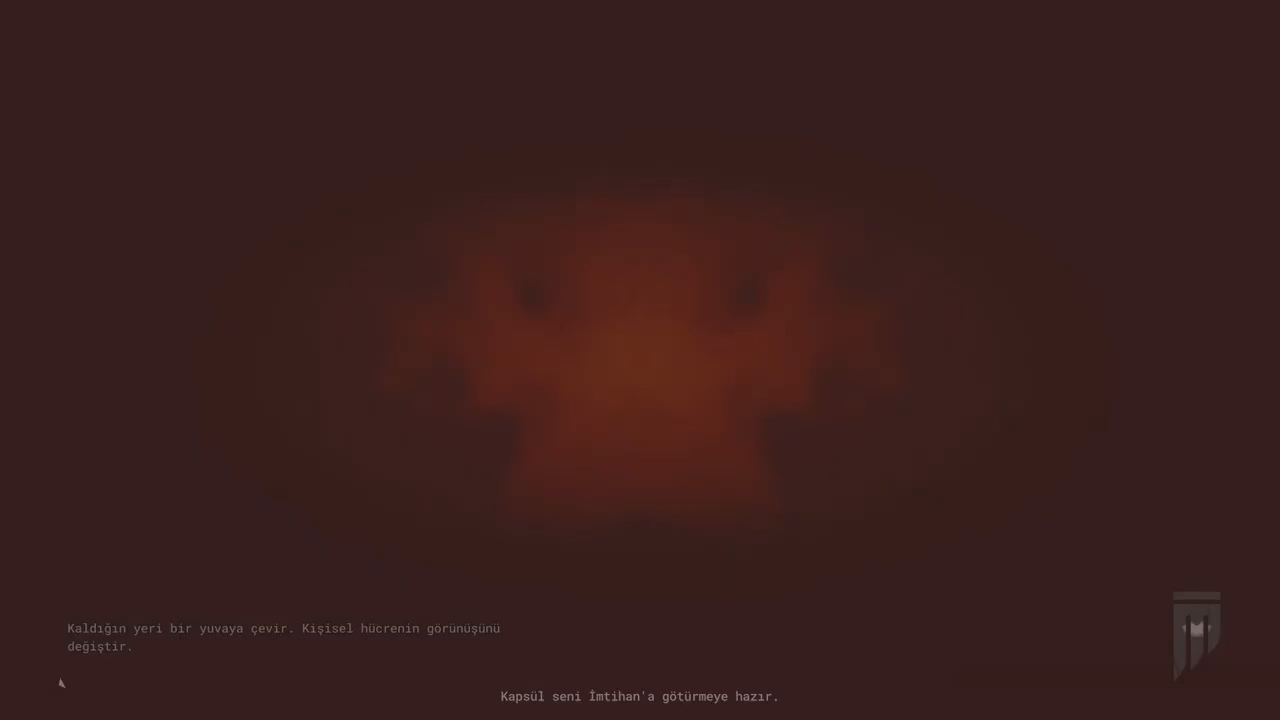 Kaldığın yeri bir yuvaya çevir. Kişisel hücrenin görünüşünü
değiştir.
Kapsül seni İmtihan'a götürmeye hazır.